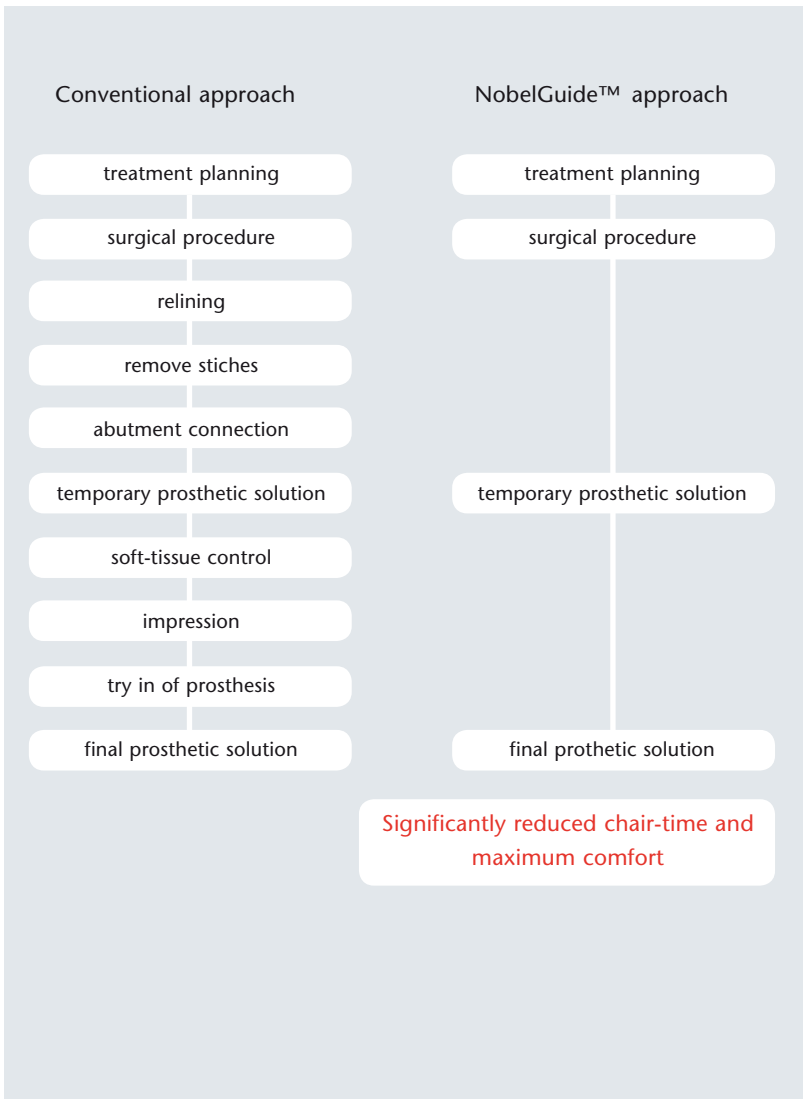 Conventional approach
treatment planning
surgical procedure
relining
remove stiches
abutment connection
temporary prosthetic solution
soft-tissue control
impression
try in of prosthesis
final prosthetic solution
NobelGuide™ approach
treatment planning
surgical procedure
temporary prosthetic solution
final prothetic solution
Significantly reduced chair-time and
maximum comfort